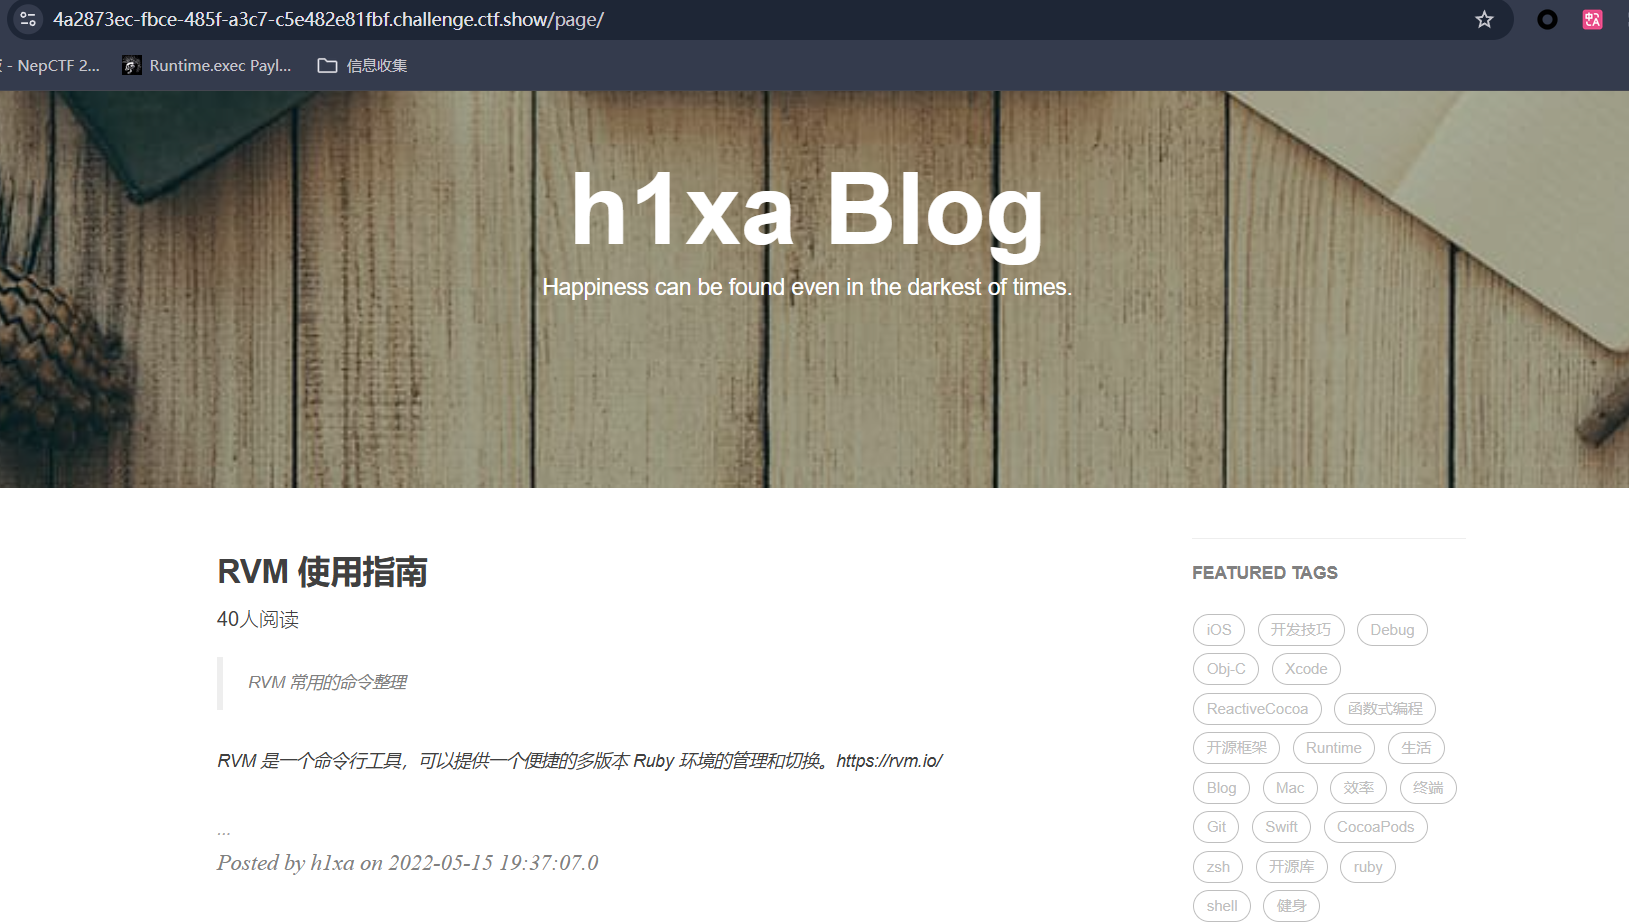 4a2873ec-fbce-485f-a3c7-c5e482e81fbf.challenge.ctf.show/page/
- NepCTF 2... Runtime.exec Payl... 信息收集
h1xa Blog
Happiness can be found even in the darkest of times.
RVM 使用指南
40人阅读
RVM 常用的命令整理
RVM 是一个命令行工具，可以提供一个便捷的多版本 Ruby 环境的管理和切换。https://rvm.io/
...
Posted by h1xa on 2022-05-15 19:37:07.0
FEATURED TAGS
iOS 开发技巧 Debug
Obj-C Xcode
ReactiveCocoa 函数式编程
开源框架 Runtime 生活
Blog Mac 效率 终端
Git Swift CocoaPods
zsh 开源库 ruby
shell 健身